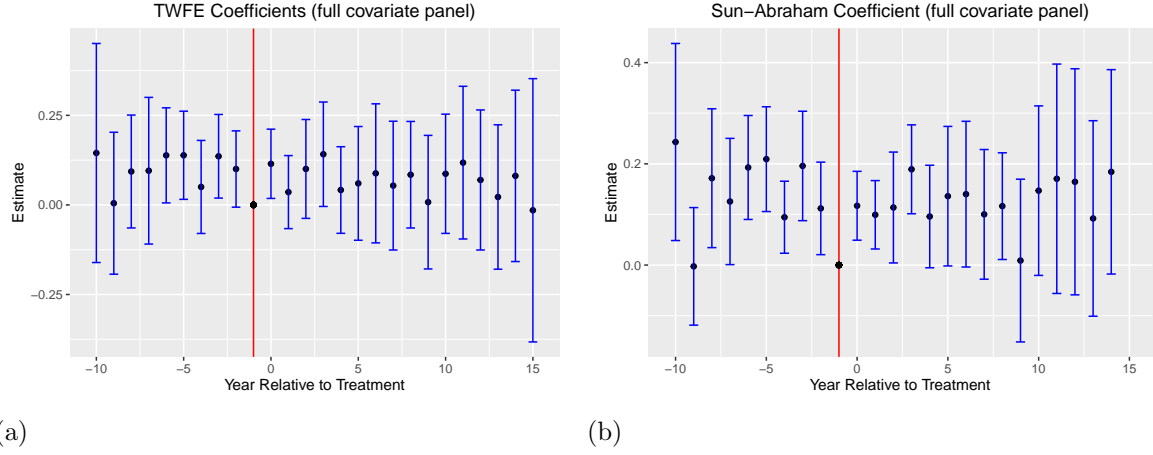 TWFE Coefficients (full covariate panel)
Estimate
0.25
0.00
−0.25
−10
−5
0
5
10
15
Year Relative to Treatment
(a)
Sun−Abraham Coefficient (full covariate panel)
Estimate
0.4
0.2
0.0
−10
−5
0
5
10
15
Year Relative to Treatment
(b)